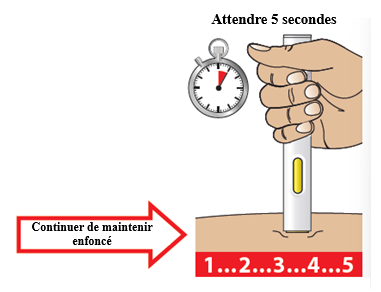 Attendre 5 secondes
Continuer de maintenir
enfoncé
1...2...3...4...5